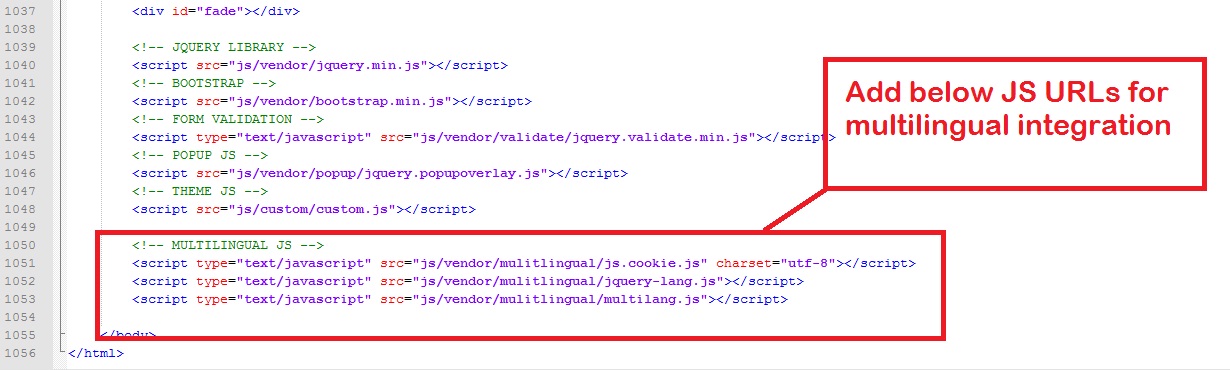 1037 <div id="fade"></div>
1038
1039 <!-- JQUERY LIBRARY -->
1040 <script src="js/vendor/jquery.min.js"></script>
1041 <!-- BOOTSTRAP -->
1042 <script src="js/vendor/bootstrap.min.js"></script>
1043 <!-- FORM VALIDATION -->
1044 <script type="text/javascript" src="js/vendor/validate/jquery.validate.min.js"></script>
1045 <!-- POPUP JS -->
1046 <script src="js/vendor/popup/jquery.popupoverlay.js"></script>
1047 <!-- THEME JS -->
1048 <script src="js/custom/custom.js"></script>
1049
1050 <!-- MULTILINGUAL JS -->
1051 <script type="text/javascript" src="js/vendor/mulitlingual/js.cookie.js" charset="utf-8"></script>
1052 <script type="text/javascript" src="js/vendor/mulitlingual/jquery-lang.js"></script>
1053 <script type="text/javascript" src="js/vendor/mulitlingual/multilang.js"></script>
1054
1055 </body>
1056 </html>
Add below JS URLs for
multilingual integration